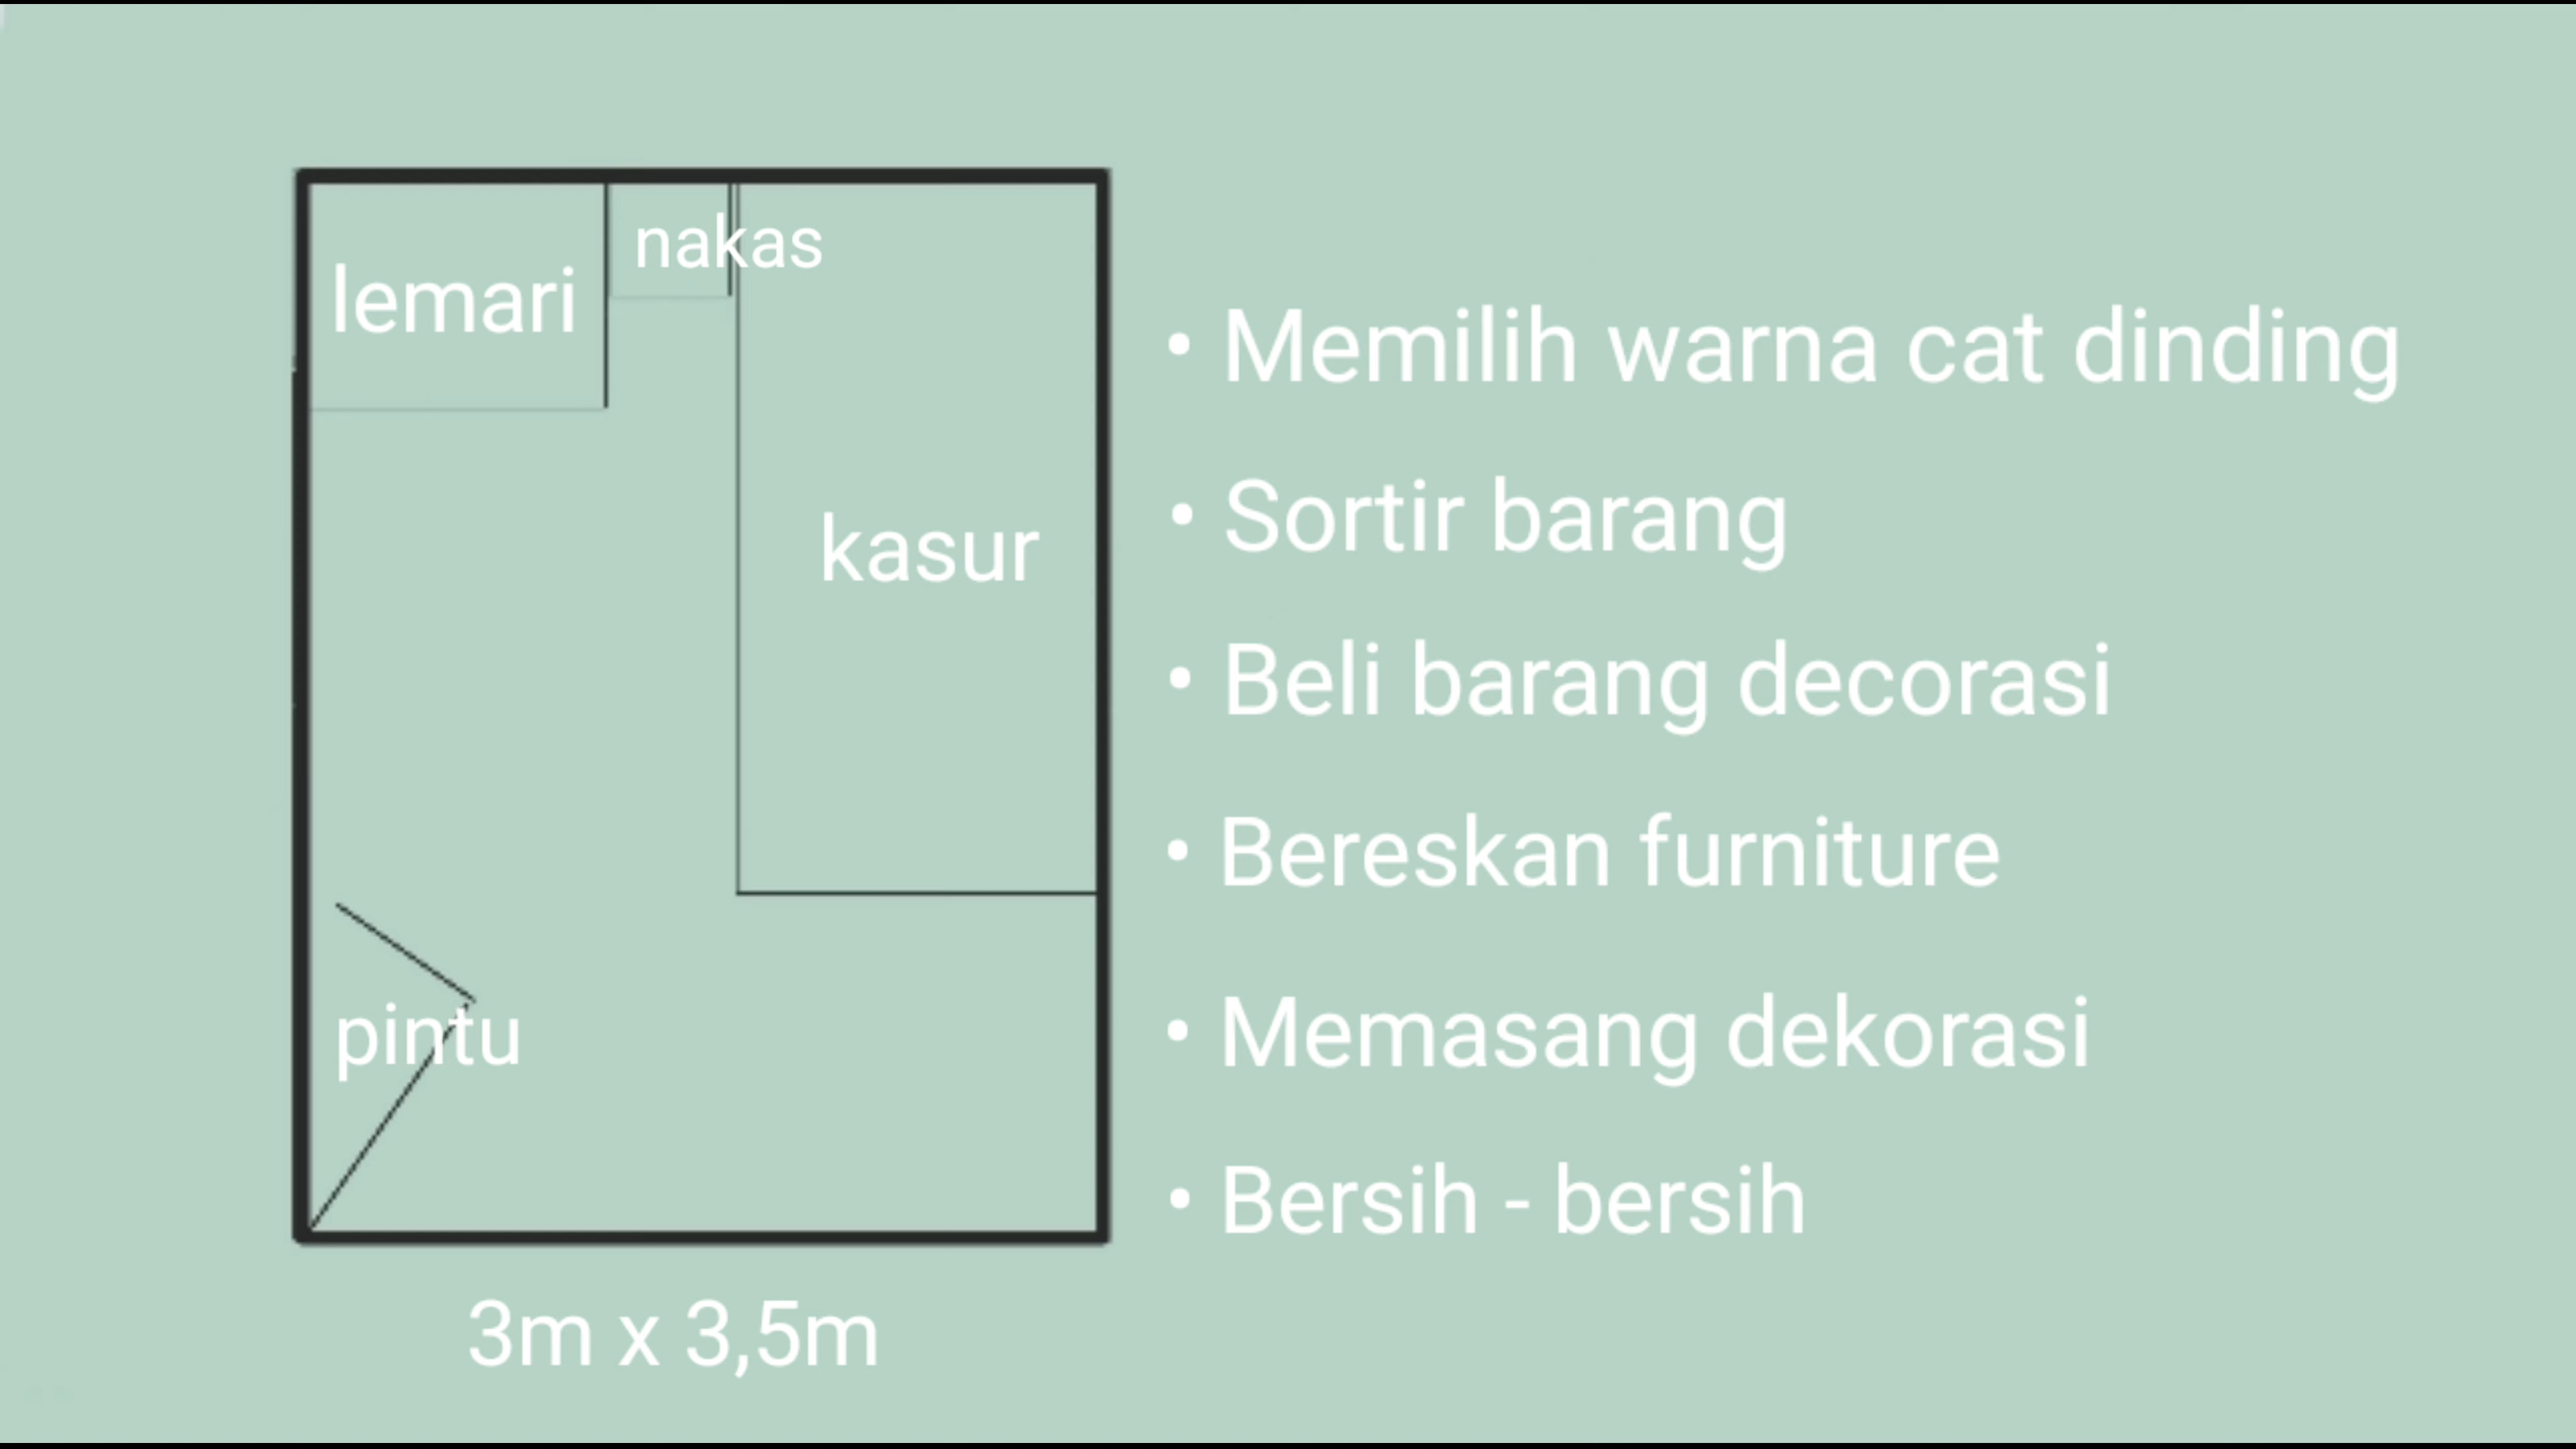 lemari
nakas
kasur
pintu
3m x 3,5m
• Memilih warna cat dinding
• Sortir barang
• Beli barang decorasi
• Bereskan furniture
• Memasang dekorasi
• Bersih - bersih